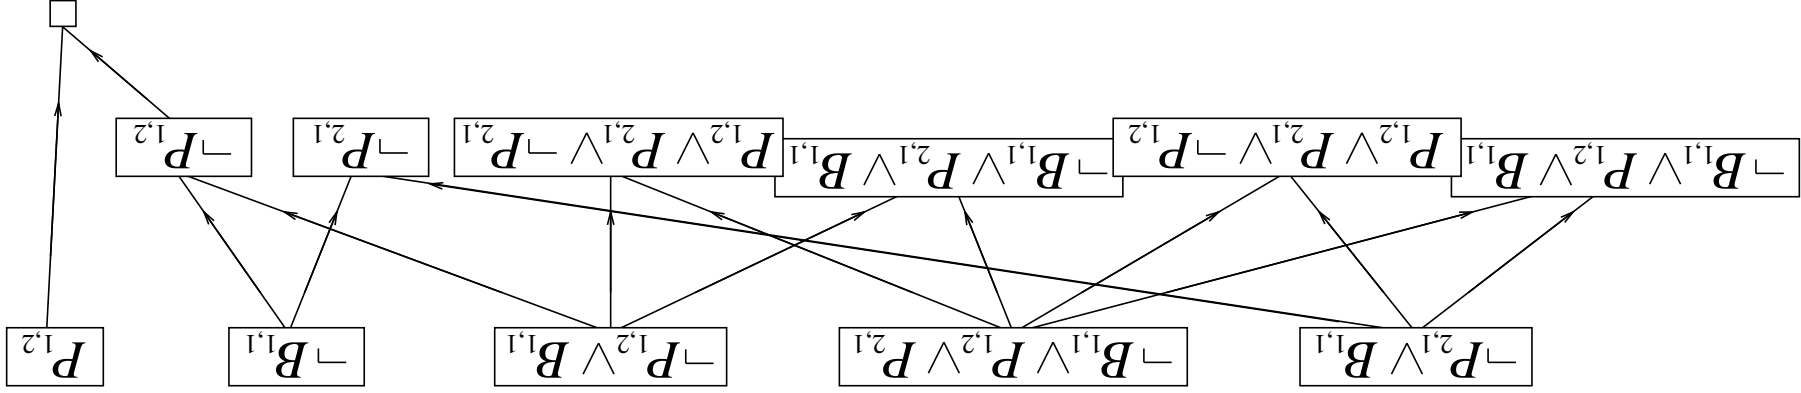 ¬P2,1 ∨ B1,1
¬B1,1 ∨ P1,2 ∨ P2,1
¬P1,2 ∨ B1,1
¬B1,1
P1,2
¬B1,1 ∨ P1,2 ∨ B1,1
P1,2 ∨ P2,1 ∨ ¬P1,2
¬B1,1 ∨ P2,1 ∨ B1,1
P1,2 ∨ P2,1 ∨ ¬P2,1
¬P2,1
¬P1,2